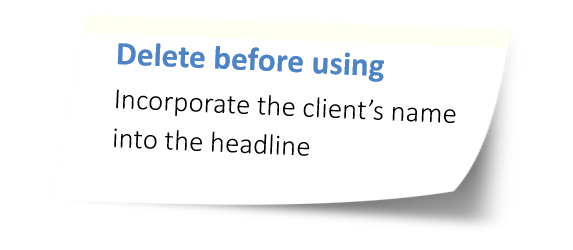 Delete before using
Incorporate the client’s name
into the headline